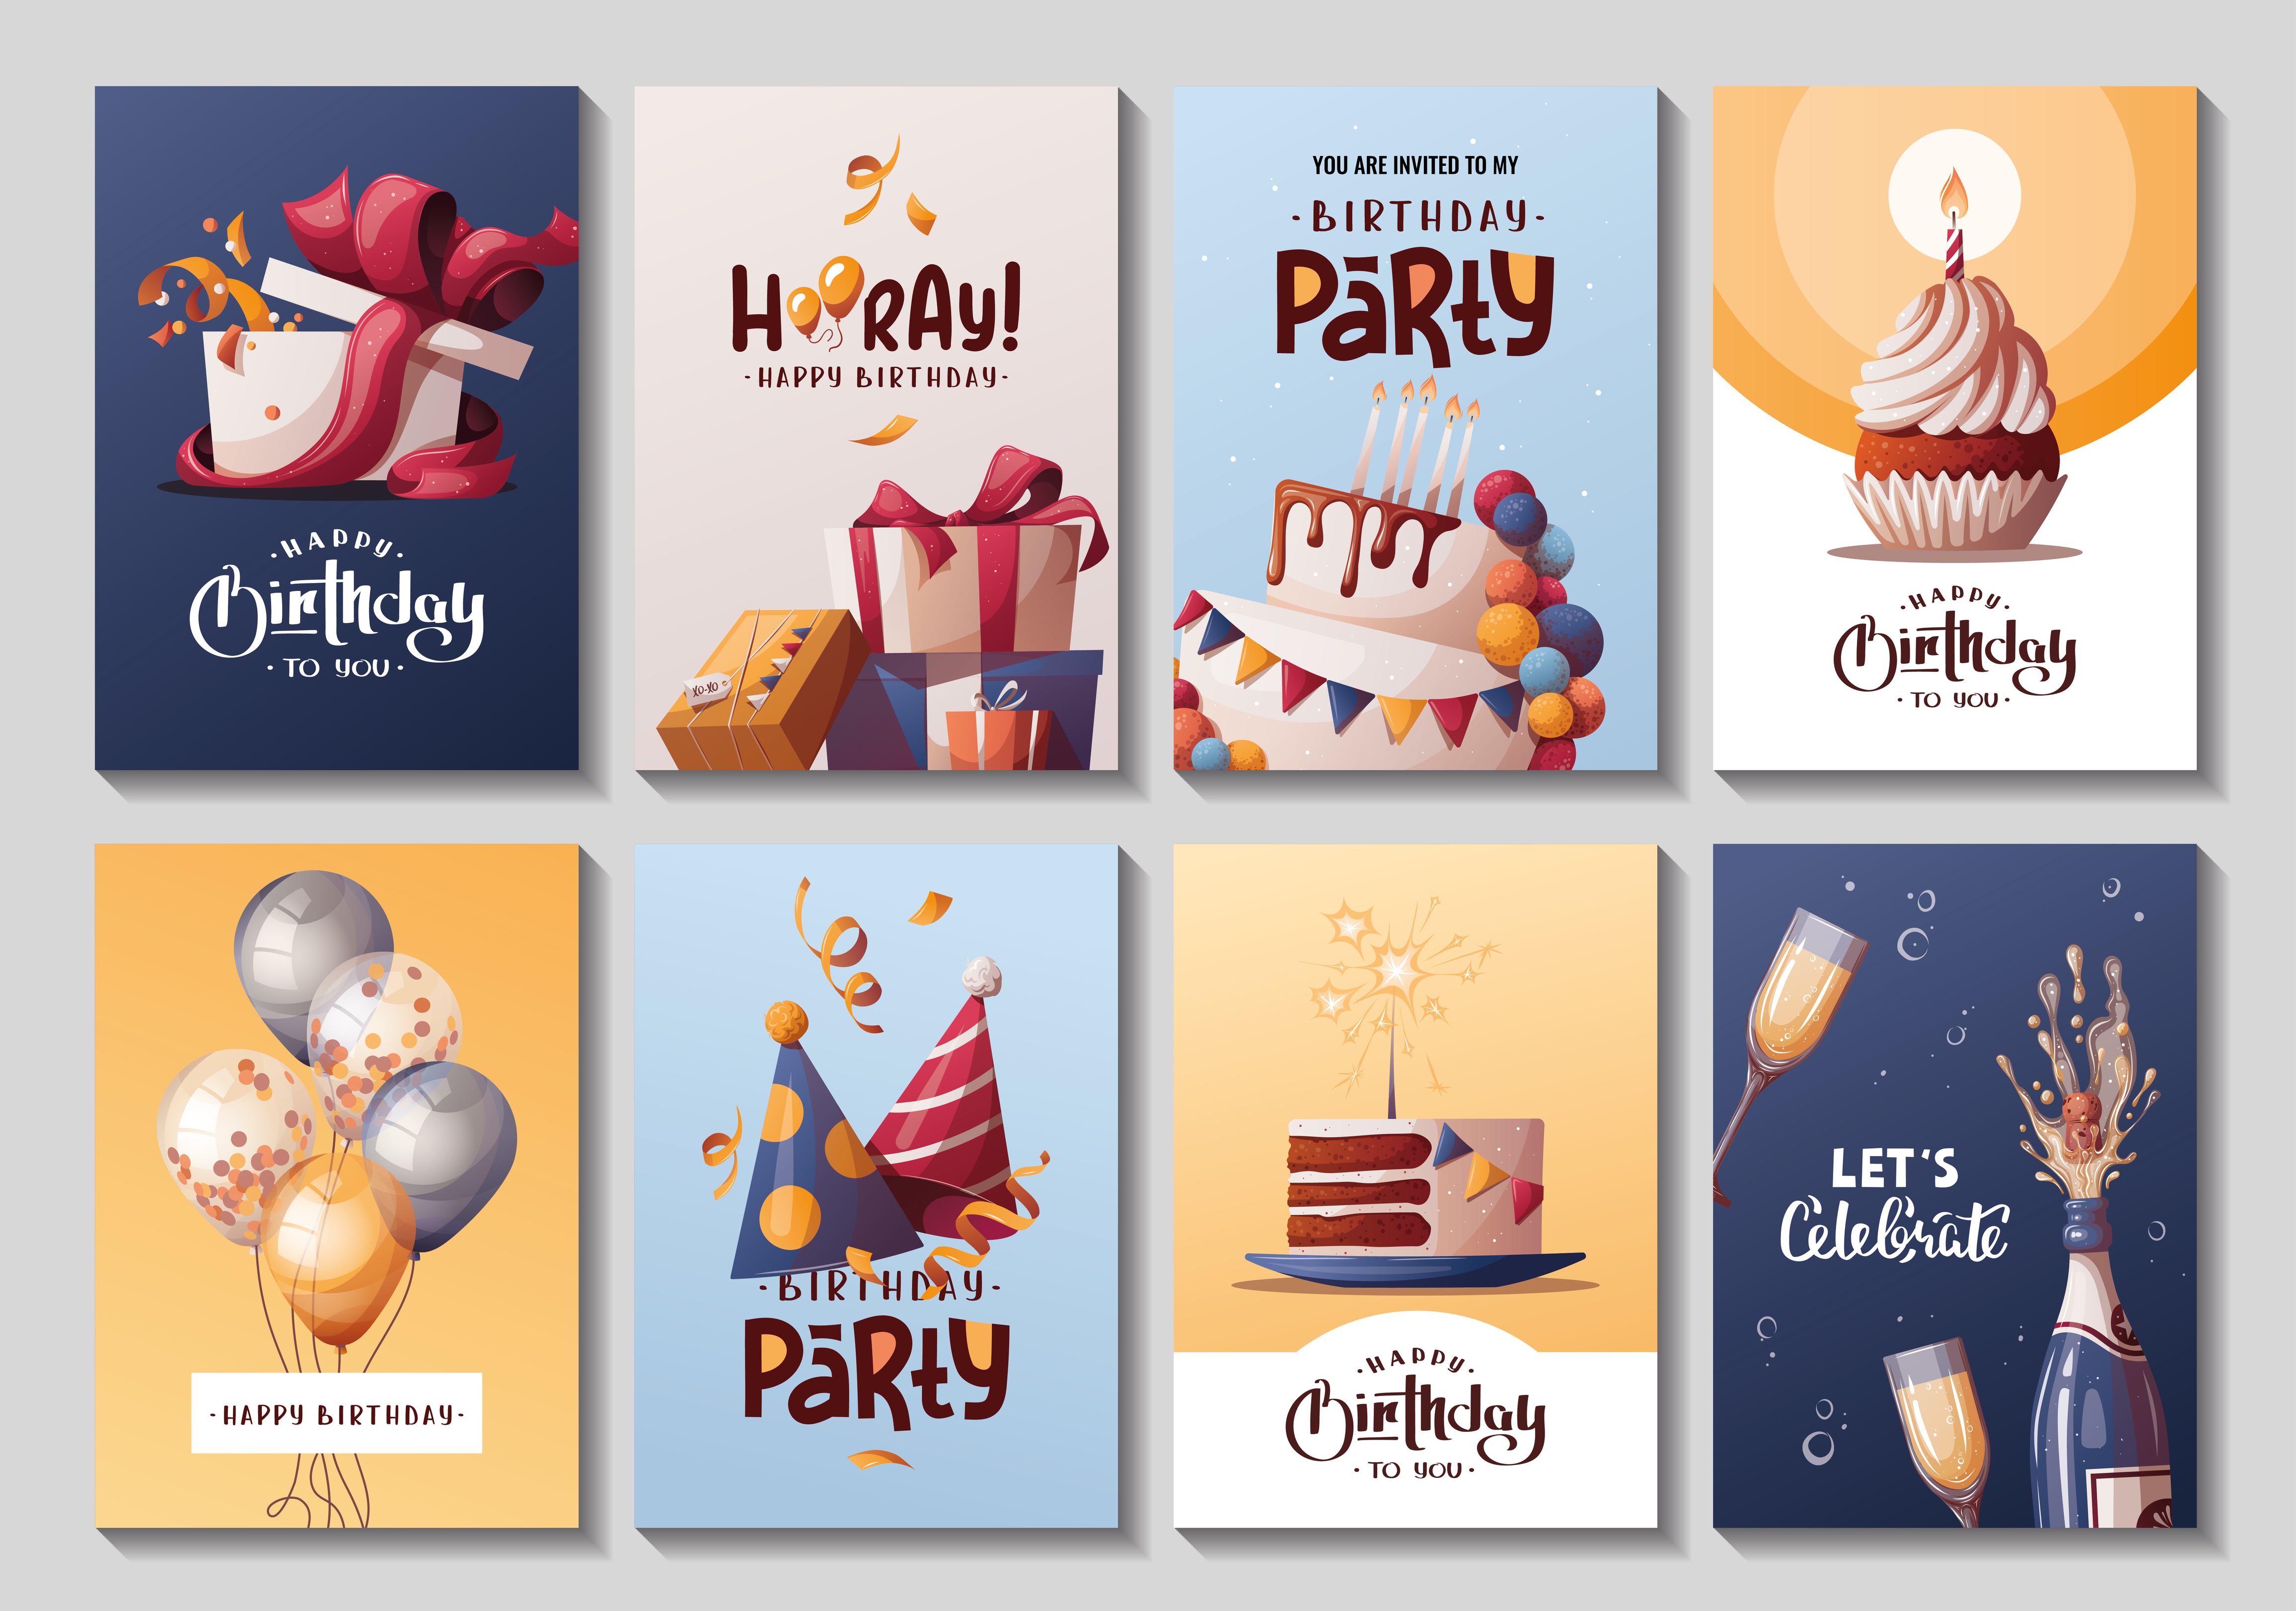 HAPPY
Birthday
TO YOU
HOORAY!
HAPPY BIRTHDAY
XO-XO
YOU ARE INVITED TO MY
BIRTHDAY
PaRty
HAPPY
Birthday
TO YOU
HAPPY BIRTHDAY
BIRTHDAY
PaRty
HAPPY
Birthday
TO YOU
LET'S
Celebrate